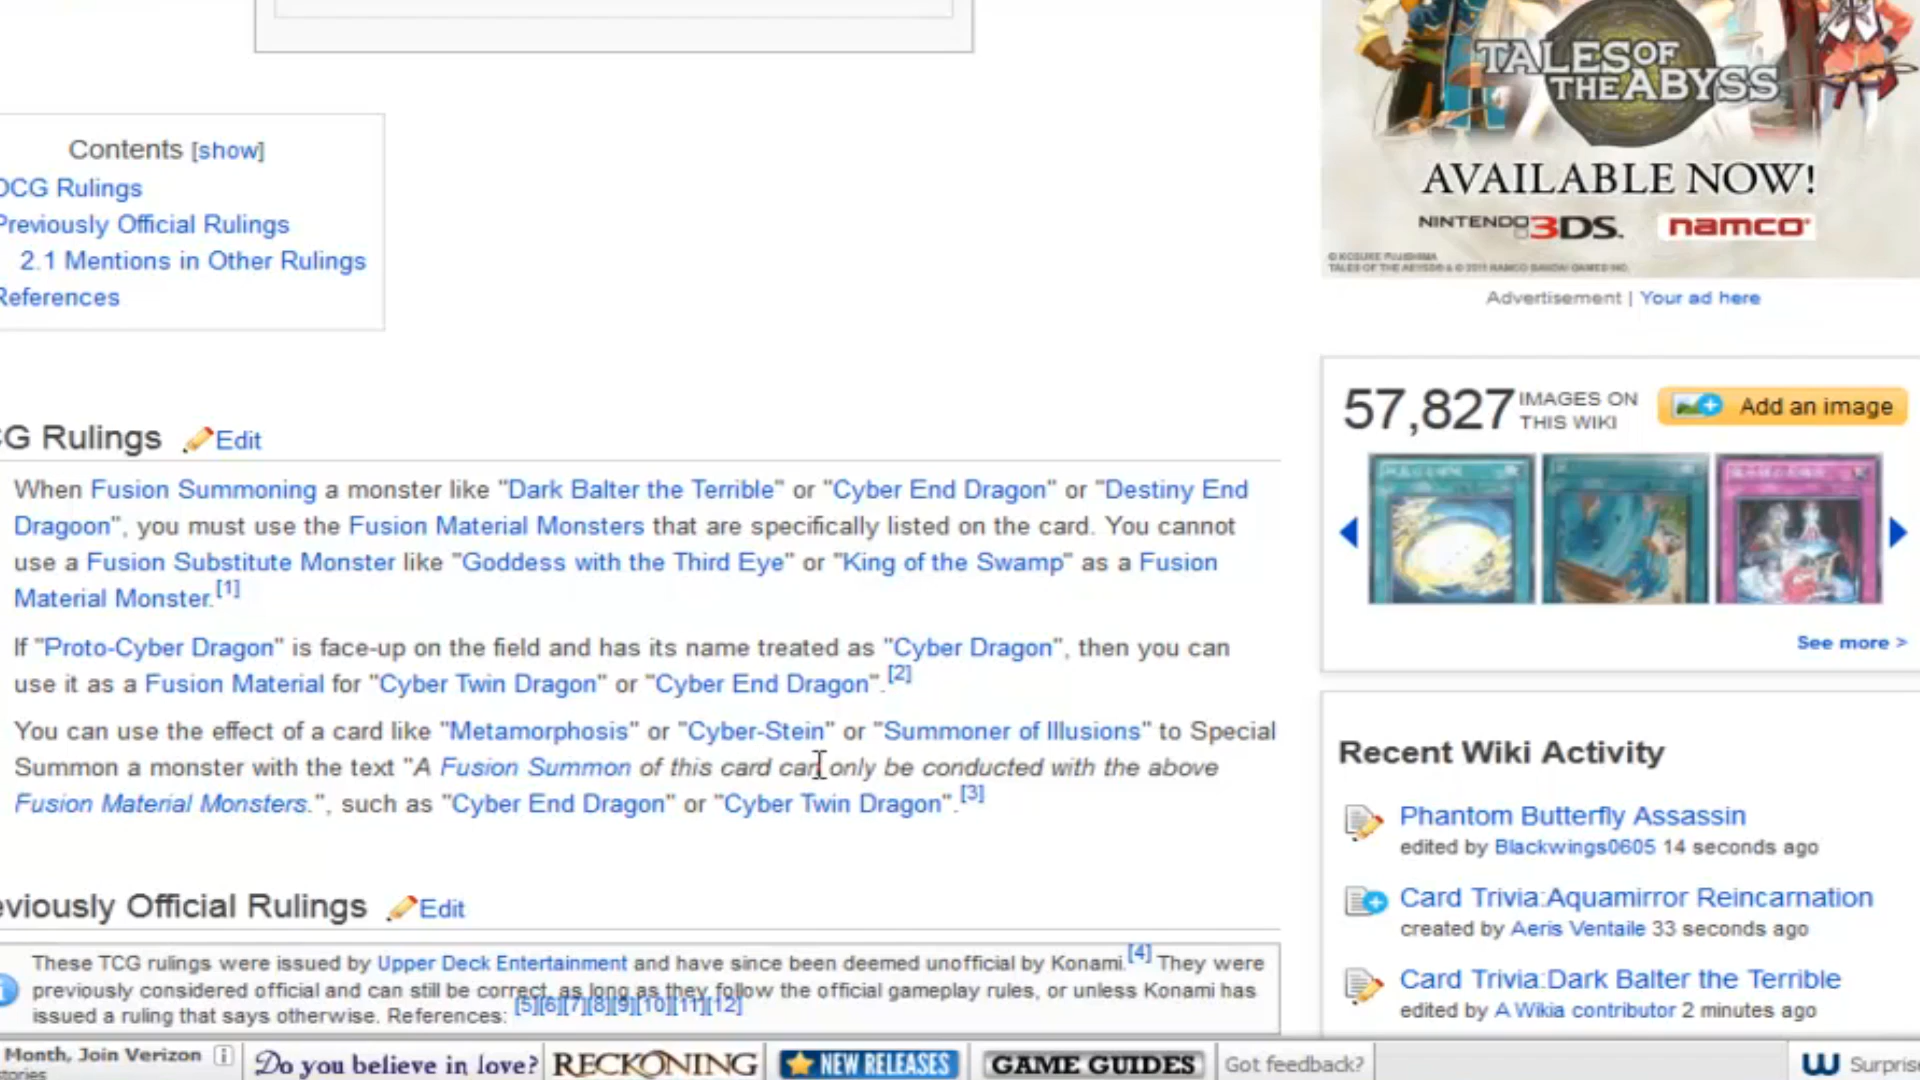 Contents [show]
OCG Rulings
Previously Official Rulings
2.1 Mentions in Other Rulings
References
CG Rulings Edit
When Fusion Summoning a monster like "Dark Balter the Terrible" or "Cyber End Dragon" or "Destiny End
Dragoon", you must use the Fusion Material Monsters that are specifically listed on the card. You cannot
use a Fusion Substitute Monster like "Goddess with the Third Eye" or "King of the Swamp" as a Fusion
Material Monster.[1]
If "Proto-Cyber Dragon" is face-up on the field and has its name treated as "Cyber Dragon", then you can
use it as a Fusion Material for "Cyber Twin Dragon" or "Cyber End Dragon".[2]
You can use the effect of a card like "Metamorphosis" or "Cyber-Stein" or "Summoner of Illusions" to Special
Summon a monster with the text "A Fusion Summon of this card can only be conducted with the above
Fusion Material Monsters.", such as "Cyber End Dragon" or "Cyber Twin Dragon".[3]
eviously Official Rulings Edit
These TCG rulings were issued by Upper Deck Entertainment and have since been deemed unofficial by Konami.[4] They were
previously considered official and can still be correct, as long as they follow the official gameplay rules, or unless Konami has
issued a ruling that says otherwise. References: [5][6][7][8][9][10][11][12]
TALES OF
THE ABYSS
AVAILABLE NOW!
NINTENDO 3DS. namco
© KOSUKE FUJISHIMA
TALES OF THE ABYSS® & © 2011 NAMCO BANDAI GAMES INC.
Advertisement | Your ad here
57,827 IMAGES ON
THIS WIKI
Add an image
See more >
Recent Wiki Activity
Phantom Butterfly Assassin
edited by Blackwings0605 14 seconds ago
Card Trivia:Aquamirror Reincarnation
created by Aeris Ventaile 33 seconds ago
Card Trivia:Dark Balter the Terrible
edited by A Wikia contributor 2 minutes ago
Month, Join Verizon
tories
Do you believe in love?
RECKONING
NEW RELEASES
GAME GUIDES
Got feedback?
Surpris